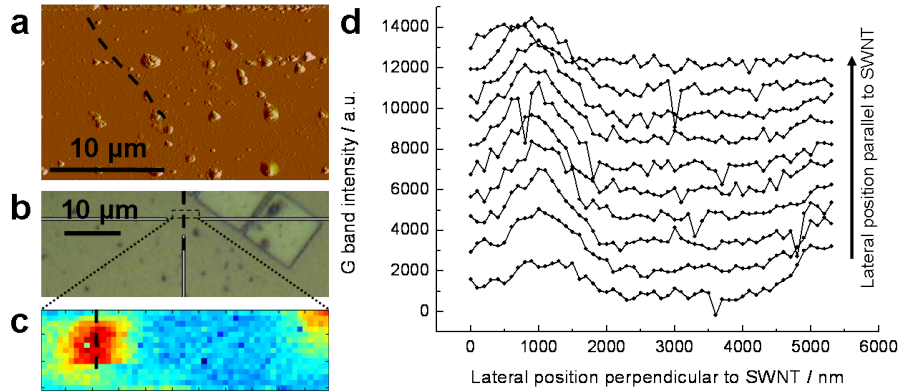 a
10 µm
b
10 µm
c
d
G band intensity / a.u.
14000
12000
10000
8000
6000
4000
2000
0
0
1000
2000
3000
4000
5000
6000
Lateral position perpendicular to SWNT / nm
Lateral position parallel to SWNT